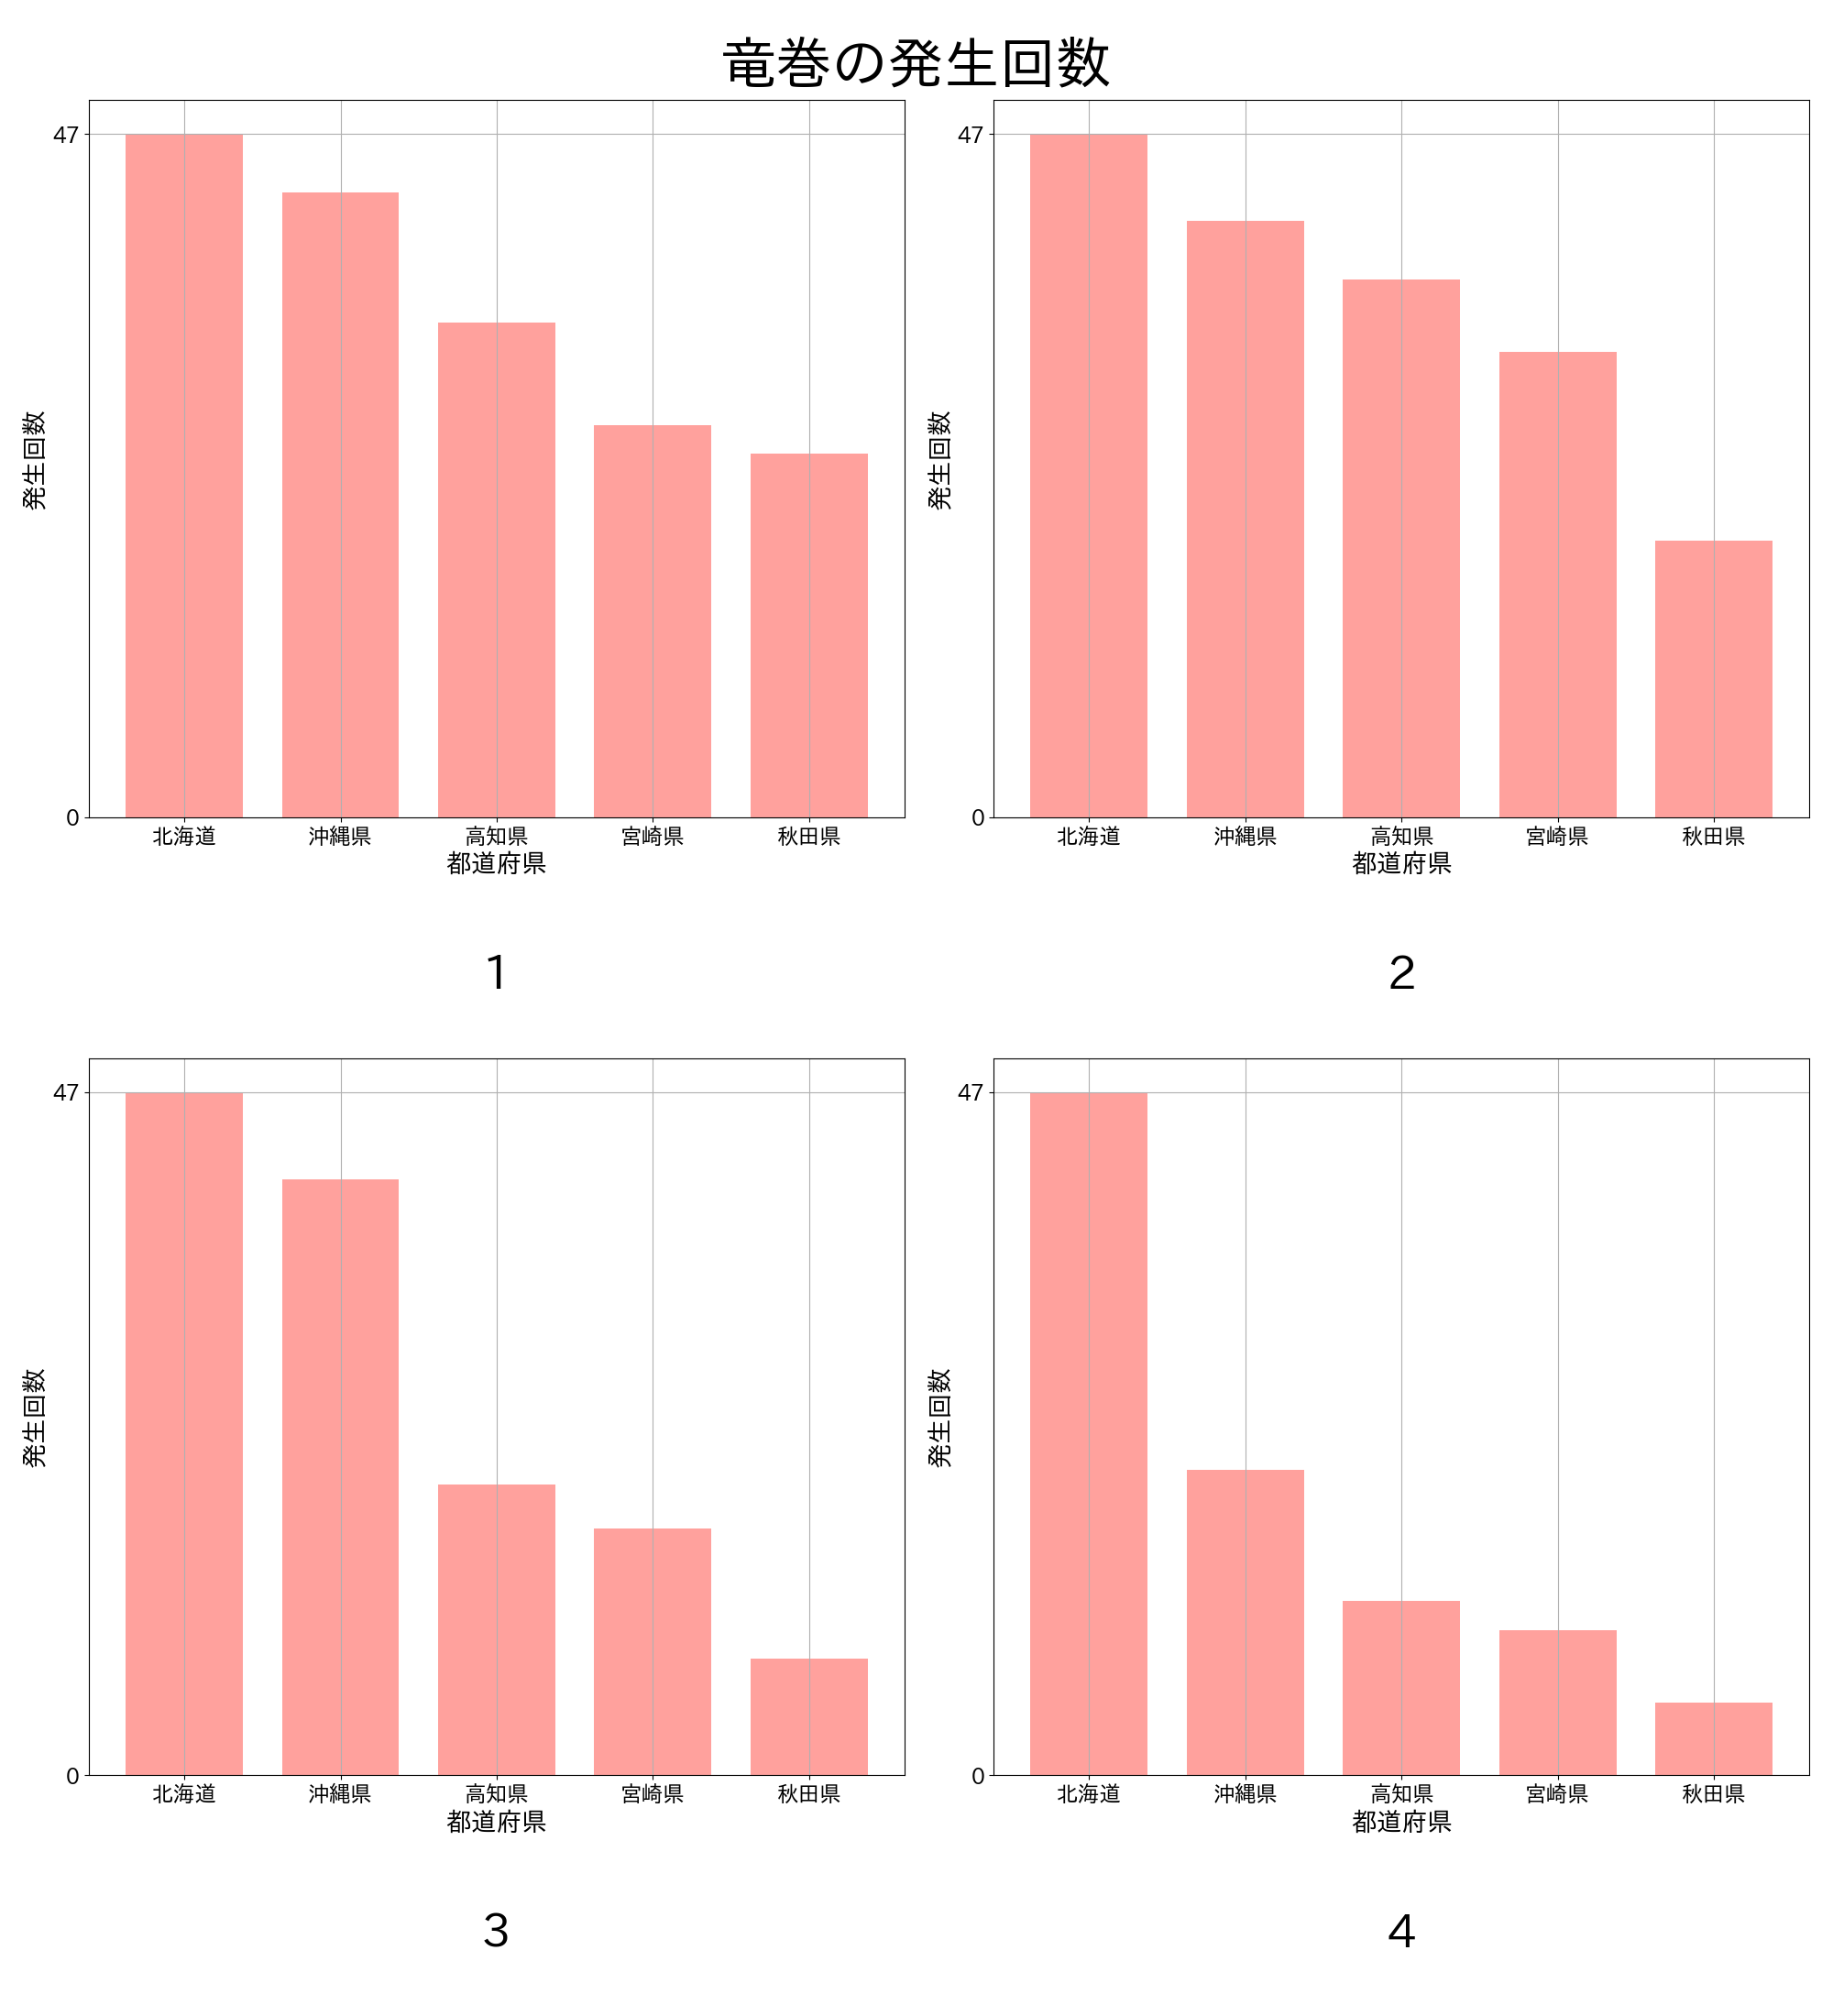 竜巻の発生回数
47
0
発生回数
北海道 沖縄県 高知県 宮崎県 秋田県
都道府県
1
47
0
発生回数
北海道 沖縄県 高知県 宮崎県 秋田県
都道府県
2
47
0
発生回数
北海道 沖縄県 高知県 宮崎県 秋田県
都道府県
3
47
0
発生回数
北海道 沖縄県 高知県 宮崎県 秋田県
都道府県
4